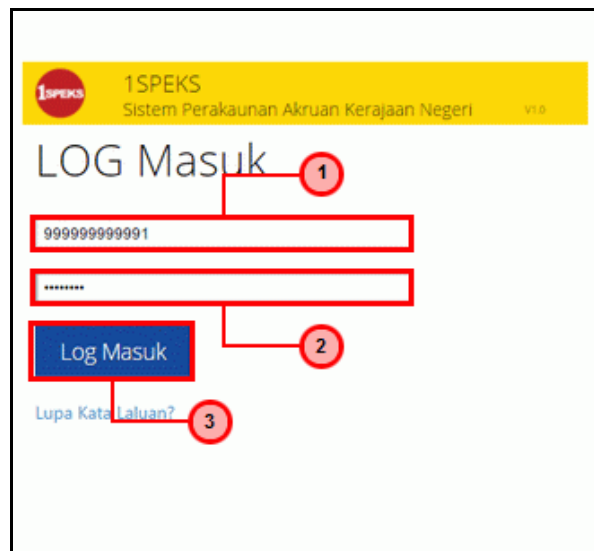 1SPEKS
1SPEKS
Sistem Perakaunan Akruan Kerajaan Negeri V1.0
LOG Masuk
1
999999999991
••••••••
2
Log Masuk
Lupa Kata Laluan?
3